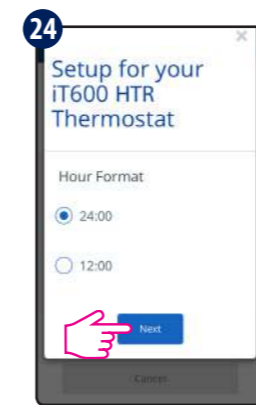 24
×
Setup for your
iT600 HTR
Thermostat
Hour Format
24:00
12:00
Next
Cancel